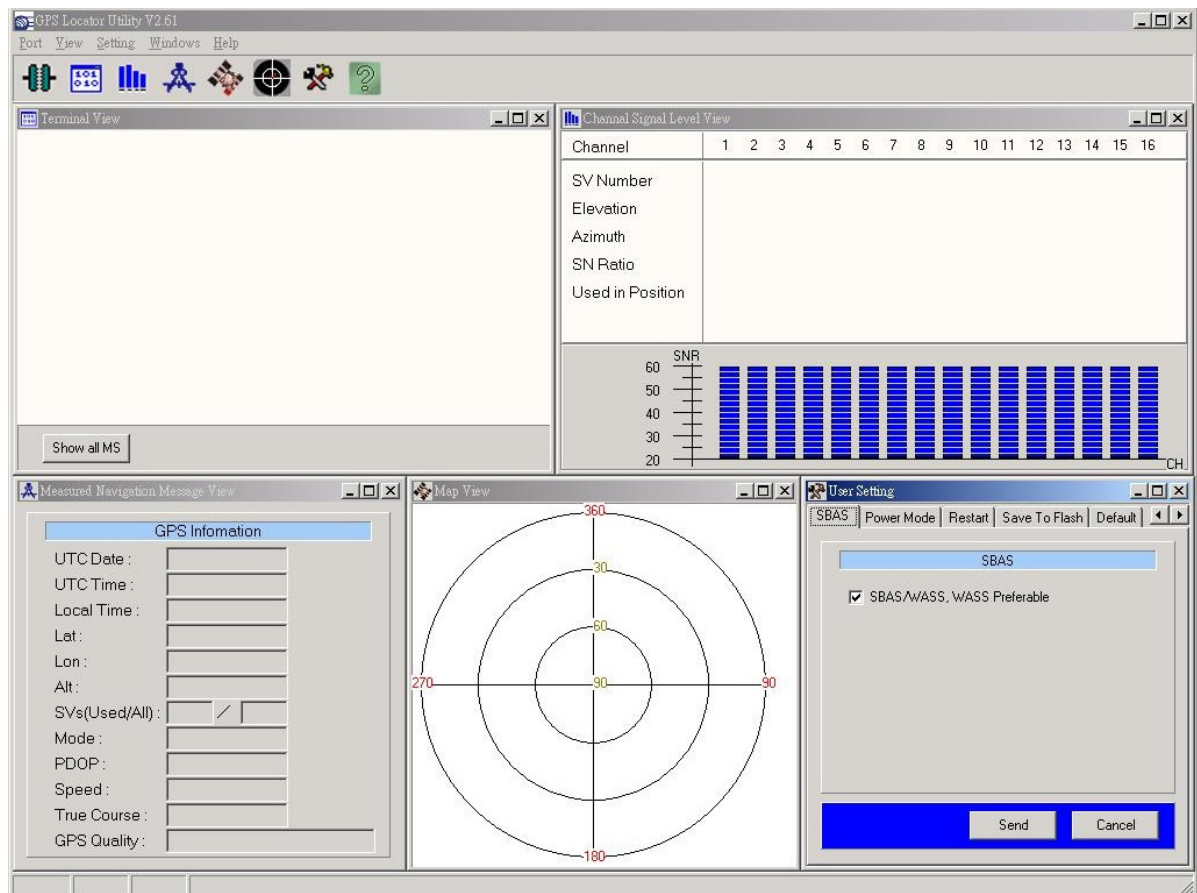 GPS Locator Utility V2.61
Port View Setting Windows Help
Terminal View
Show all MS
Channal Signal Level View
Channel 1 2 3 4 5 6 7 8 9 10 11 12 13 14 15 16
SV Number
Elevation
Azimuth
SN Ratio
Used in Position
SNR
60
50
40
30
20
CH.
Measured Navigation Message View
GPS Infomation
UTC Date :
UTC Time :
Local Time :
Lat :
Lon :
Alt :
SVs(Used/All) : /
Mode :
PDOP :
Speed :
True Course :
GPS Quality :
Map View
360
30
60
270 90 90
180
User Setting
SBAS Power Mode Restart Save To Flash Default
SBAS
SBAS/WASS, WASS Preferable
Send Cancel